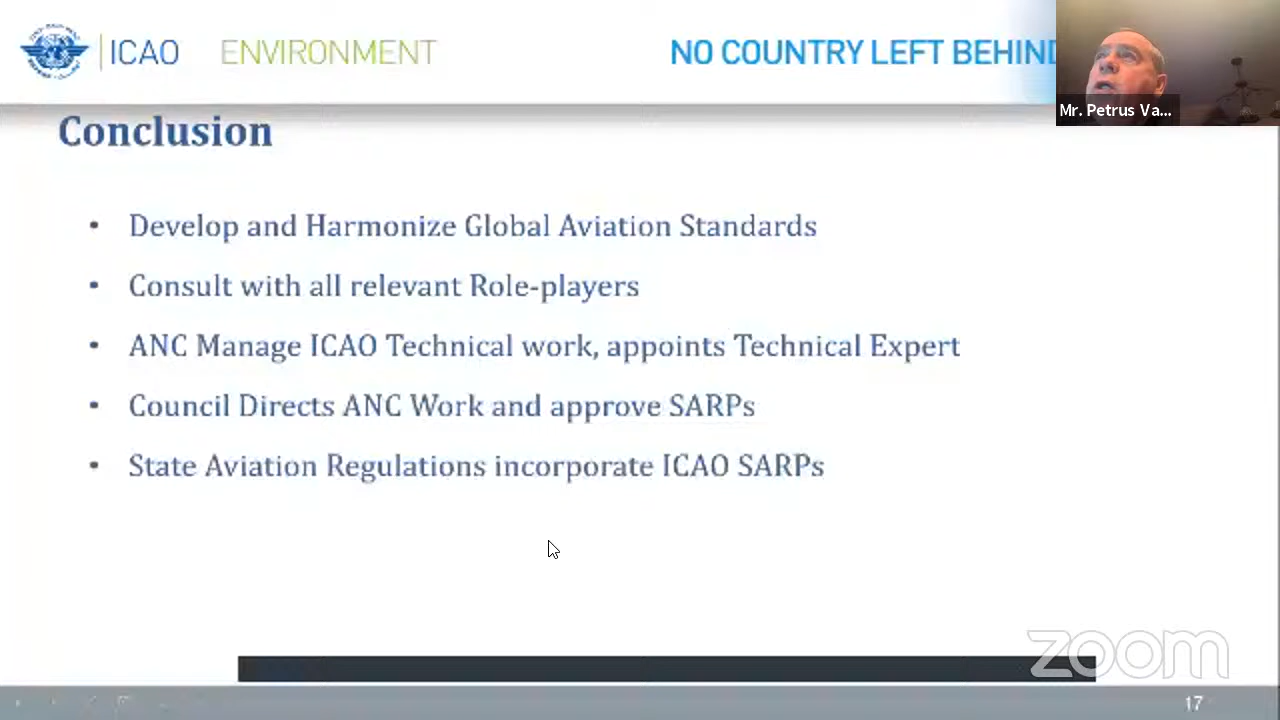 ICAO ENVIRONMENT
NO COUNTRY LEFT BEHIND
Mr. Petrus Va...
Conclusion
• Develop and Harmonize Global Aviation Standards
• Consult with all relevant Role-players
• ANC Manage ICAO Technical work, appoints Technical Expert
• Council Directs ANC Work and approve SARPs
• State Aviation Regulations incorporate ICAO SARPs
zoom
17